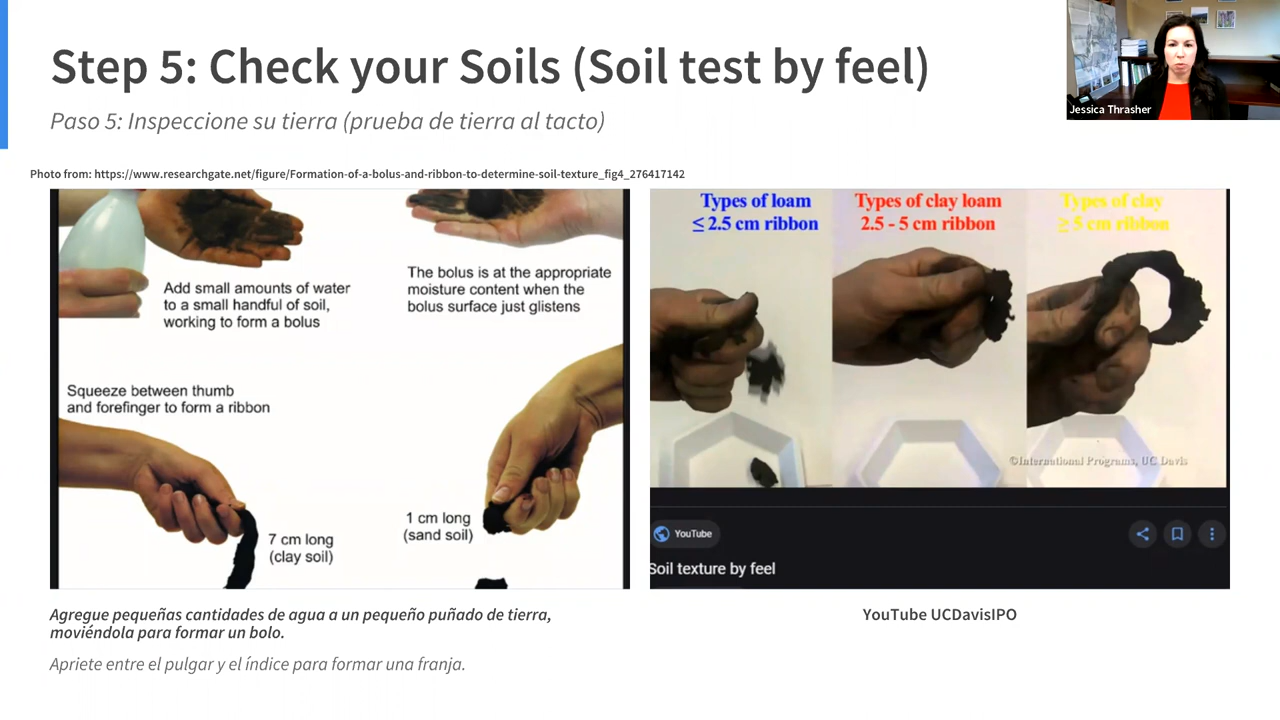 Step 5: Check your Soils (Soil test by feel)
Jessica Thrasher
Paso 5: Inspeccione su tierra (prueba de tierra al tacto)
Photo from: https://www.researchgate.net/figure/Formation-of-a-bolus-and-ribbon-to-determine-soil-texture_fig4_276417142
Add small amounts of water
to a small handful of soil,
working to form a bolus
The bolus is at the appropriate
moisture content when the
bolus surface just glistens
Squeeze between thumb
and forefinger to form a ribbon
7 cm long
(clay soil)
1 cm long
(sand soil)
Types of loam
≤ 2.5 cm ribbon
Types of clay loam
2.5 - 5 cm ribbon
Types of clay
≥ 5 cm ribbon
©International Programs, UC Davis
YouTube
Soil texture by feel
Agregue pequeñas cantidades de agua a un pequeño puñado de tierra,
moviéndola para formar un bolo.
Apriete entre el pulgar y el índice para formar una franja.
YouTube UCDavisIPO